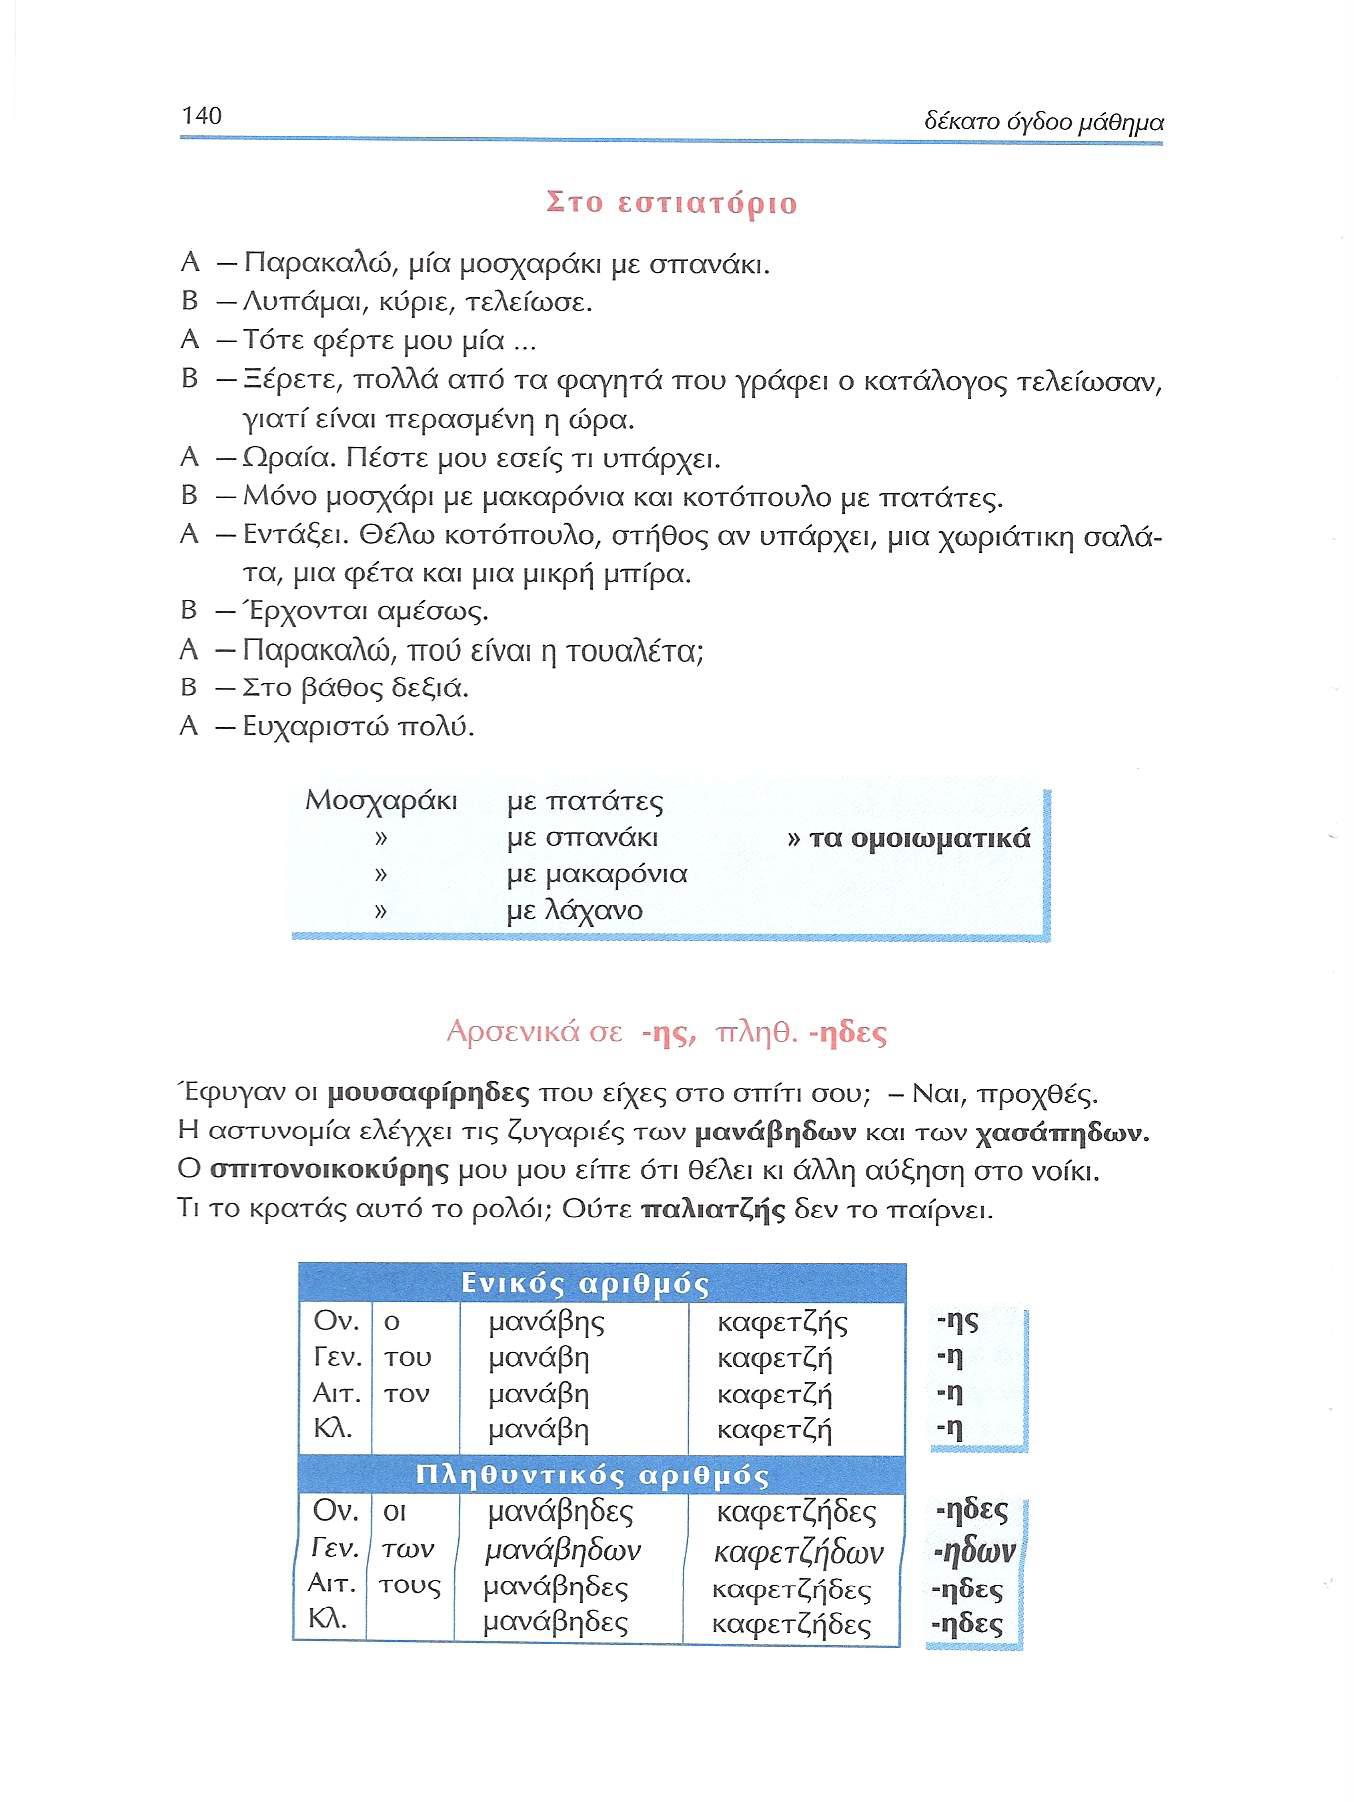 140
δέκατο όγδοο μάθημα
Στο εστιατόριο
Α – Παρακαλώ, μία μοσχαράκι με σπανάκι.
Β – Λυπάμαι, κύριε, τελείωσε.
Α – Τότε φέρτε μου μία ...
Β – Ξέρετε, πολλά από τα φαγητά που γράφει ο κατάλογος τελείωσαν,
γιατί είναι περασμένη η ώρα.
Α – Ωραία. Πέστε μου εσείς τι υπάρχει.
Β – Μόνο μοσχάρι με μακαρόνια και κοτόπουλο με πατάτες.
Α – Εντάξει. Θέλω κοτόπουλο, στήθος αν υπάρχει, μια χωριάτικη σαλά-
τα, μια φέτα και μια μικρή μπίρα.
Β – Έρχονται αμέσως.
Α – Παρακαλώ, πού είναι η τουαλέτα;
Β – Στο βάθος δεξιά.
Α – Ευχαριστώ πολύ.
Μοσχαράκι με πατάτες
» με σπανάκι » τα ομοιωματικά
» με μακαρόνια
» με λάχανο
Αρσενικά σε -ης, πληθ. -ηδες
Έφυγαν οι μουσαφίρηδες που είχες στο σπίτι σου; – Ναι, προχθές.
Η αστυνομία ελέγχει τις ζυγαριές των μανάβηδων και των χασάπηδων.
Ο σπιτονοικοκύρης μου μου είπε ότι θέλει κι άλλη αύξηση στο νοίκι.
Τι το κρατάς αυτό το ρολόι; Ούτε παλιατζής δεν το παίρνει.
Ενικός αριθμός
Ον. ο μανάβης καφετζής -ης
Γεν. του μανάβη καφετζή -η
Αιτ. τον μανάβη καφετζή -η
Κλ. μανάβη καφετζή -η
Πληθυντικός αριθμός
Ον. οι μανάβηδες καφετζήδες -ηδες
Γεν. των μανάβηδων καφετζήδων -ηδων
Αιτ. τους μανάβηδες καφετζήδες -ηδες
Κλ. μανάβηδες καφετζήδες -ηδες